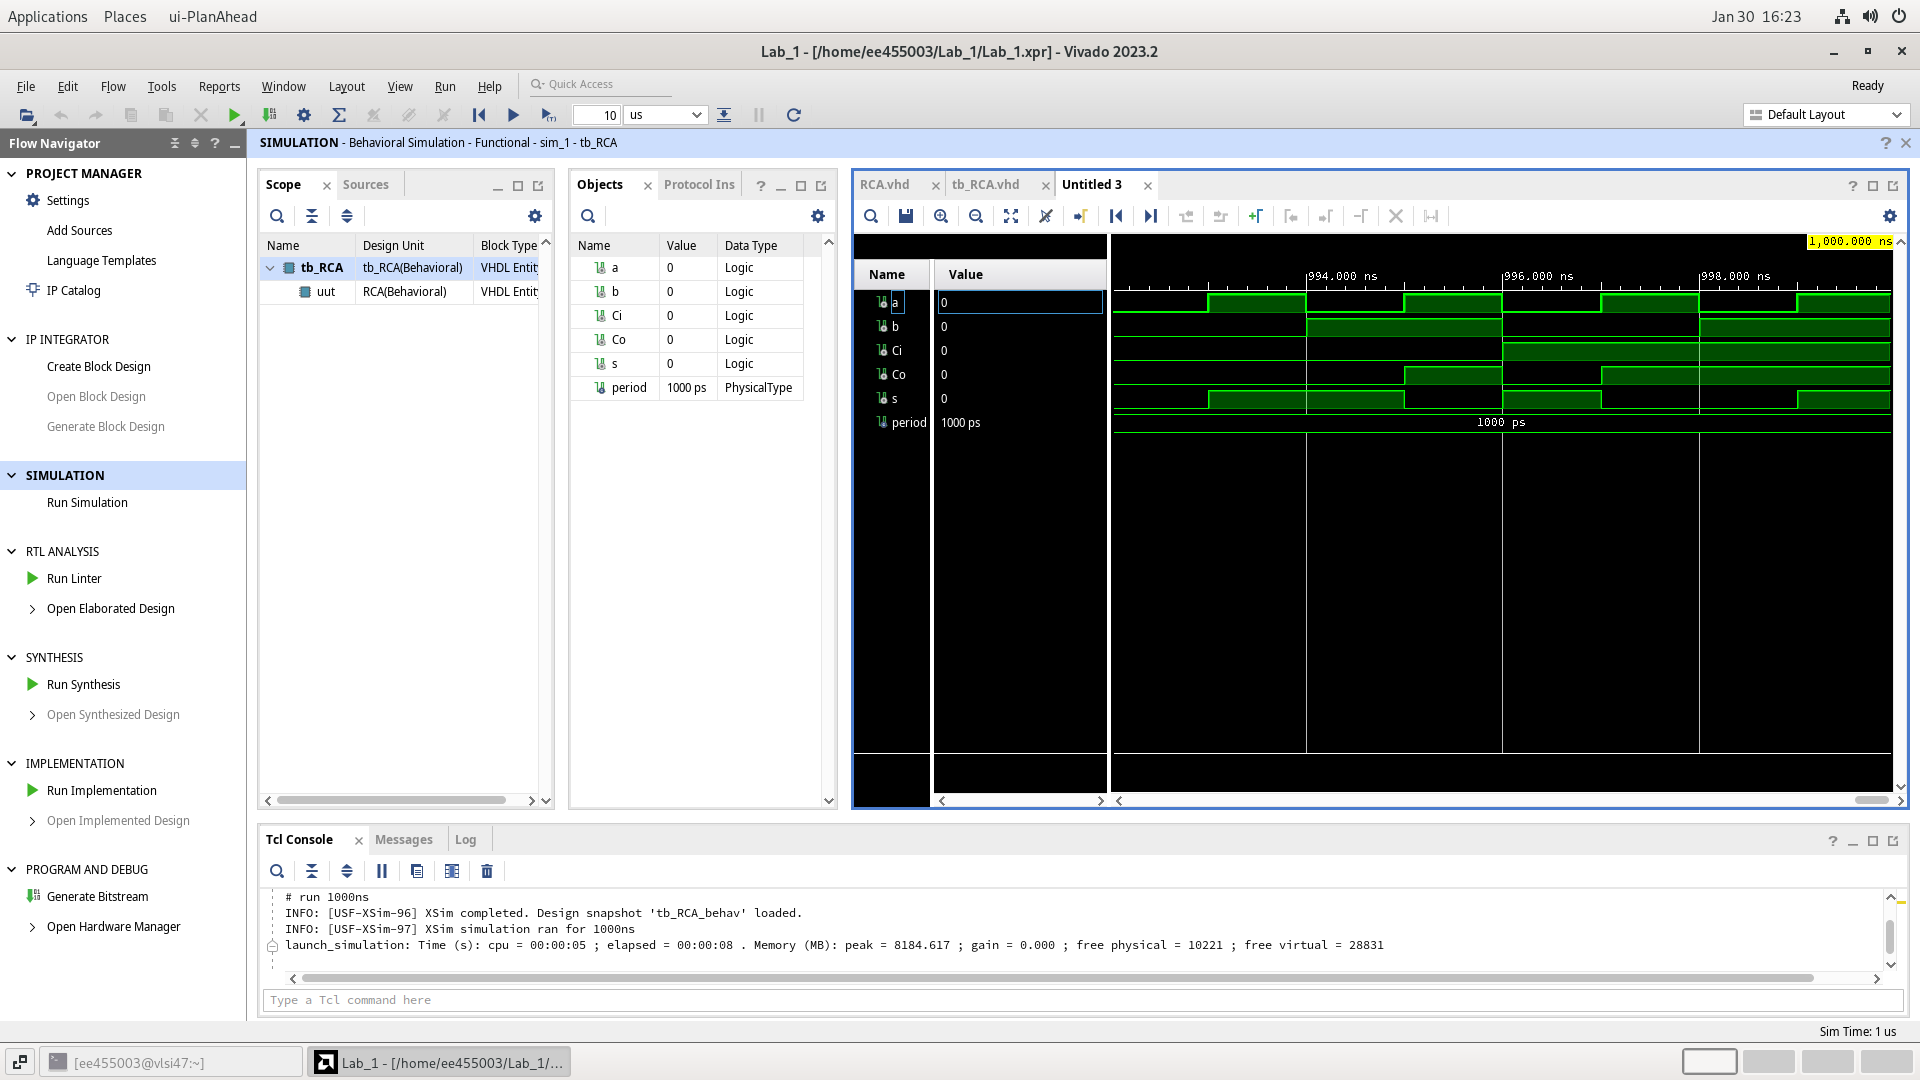 Applications Places ui-PlanAhead Jan 30 16:23
Lab_1 - [/home/ee455003/Lab_1/Lab_1.xpr] - Vivado 2023.2
File Edit Flow Tools Reports Window Layout View Run Help Quick Access Ready
10 us Default Layout
Flow Navigator
PROJECT MANAGER
Settings
Add Sources
Language Templates
IP Catalog
IP INTEGRATOR
Create Block Design
Open Block Design
Generate Block Design
SIMULATION
Run Simulation
RTL ANALYSIS
Run Linter
Open Elaborated Design
SYNTHESIS
Run Synthesis
Open Synthesized Design
IMPLEMENTATION
Run Implementation
Open Implemented Design
PROGRAM AND DEBUG
Generate Bitstream
Open Hardware Manager
SIMULATION - Behavioral Simulation - Functional - sim_1 - tb_RCA
Scope Sources
Name Design Unit Block Type
tb_RCA tb_RCA(Behavioral) VHDL Entit
uut RCA(Behavioral) VHDL Entit
Objects Protocol Ins
Name Value Data Type
a 0 Logic
b 0 Logic
Ci 0 Logic
Co 0 Logic
s 0 Logic
period 1000 ps PhysicalType
RCA.vhd tb_RCA.vhd Untitled 3
1,000.000 ns
Name Value 994.000 ns 996.000 ns 998.000 ns
a 0
b 0
Ci 0
Co 0
s 0
period 1000 ps 1000 ps
Tcl Console Messages Log
# run 1000ns
INFO: [USF-XSim-96] XSim completed. Design snapshot 'tb_RCA_behav' loaded.
INFO: [USF-XSim-97] XSim simulation ran for 1000ns
launch_simulation: Time (s): cpu = 00:00:05 ; elapsed = 00:00:08 . Memory (MB): peak = 8184.617 ; gain = 0.000 ; free physical = 10221 ; free virtual = 28831
Type a Tcl command here
Sim Time: 1 us
[ee455003@vlsi47:~] Lab_1 - [/home/ee455003/Lab_1/...